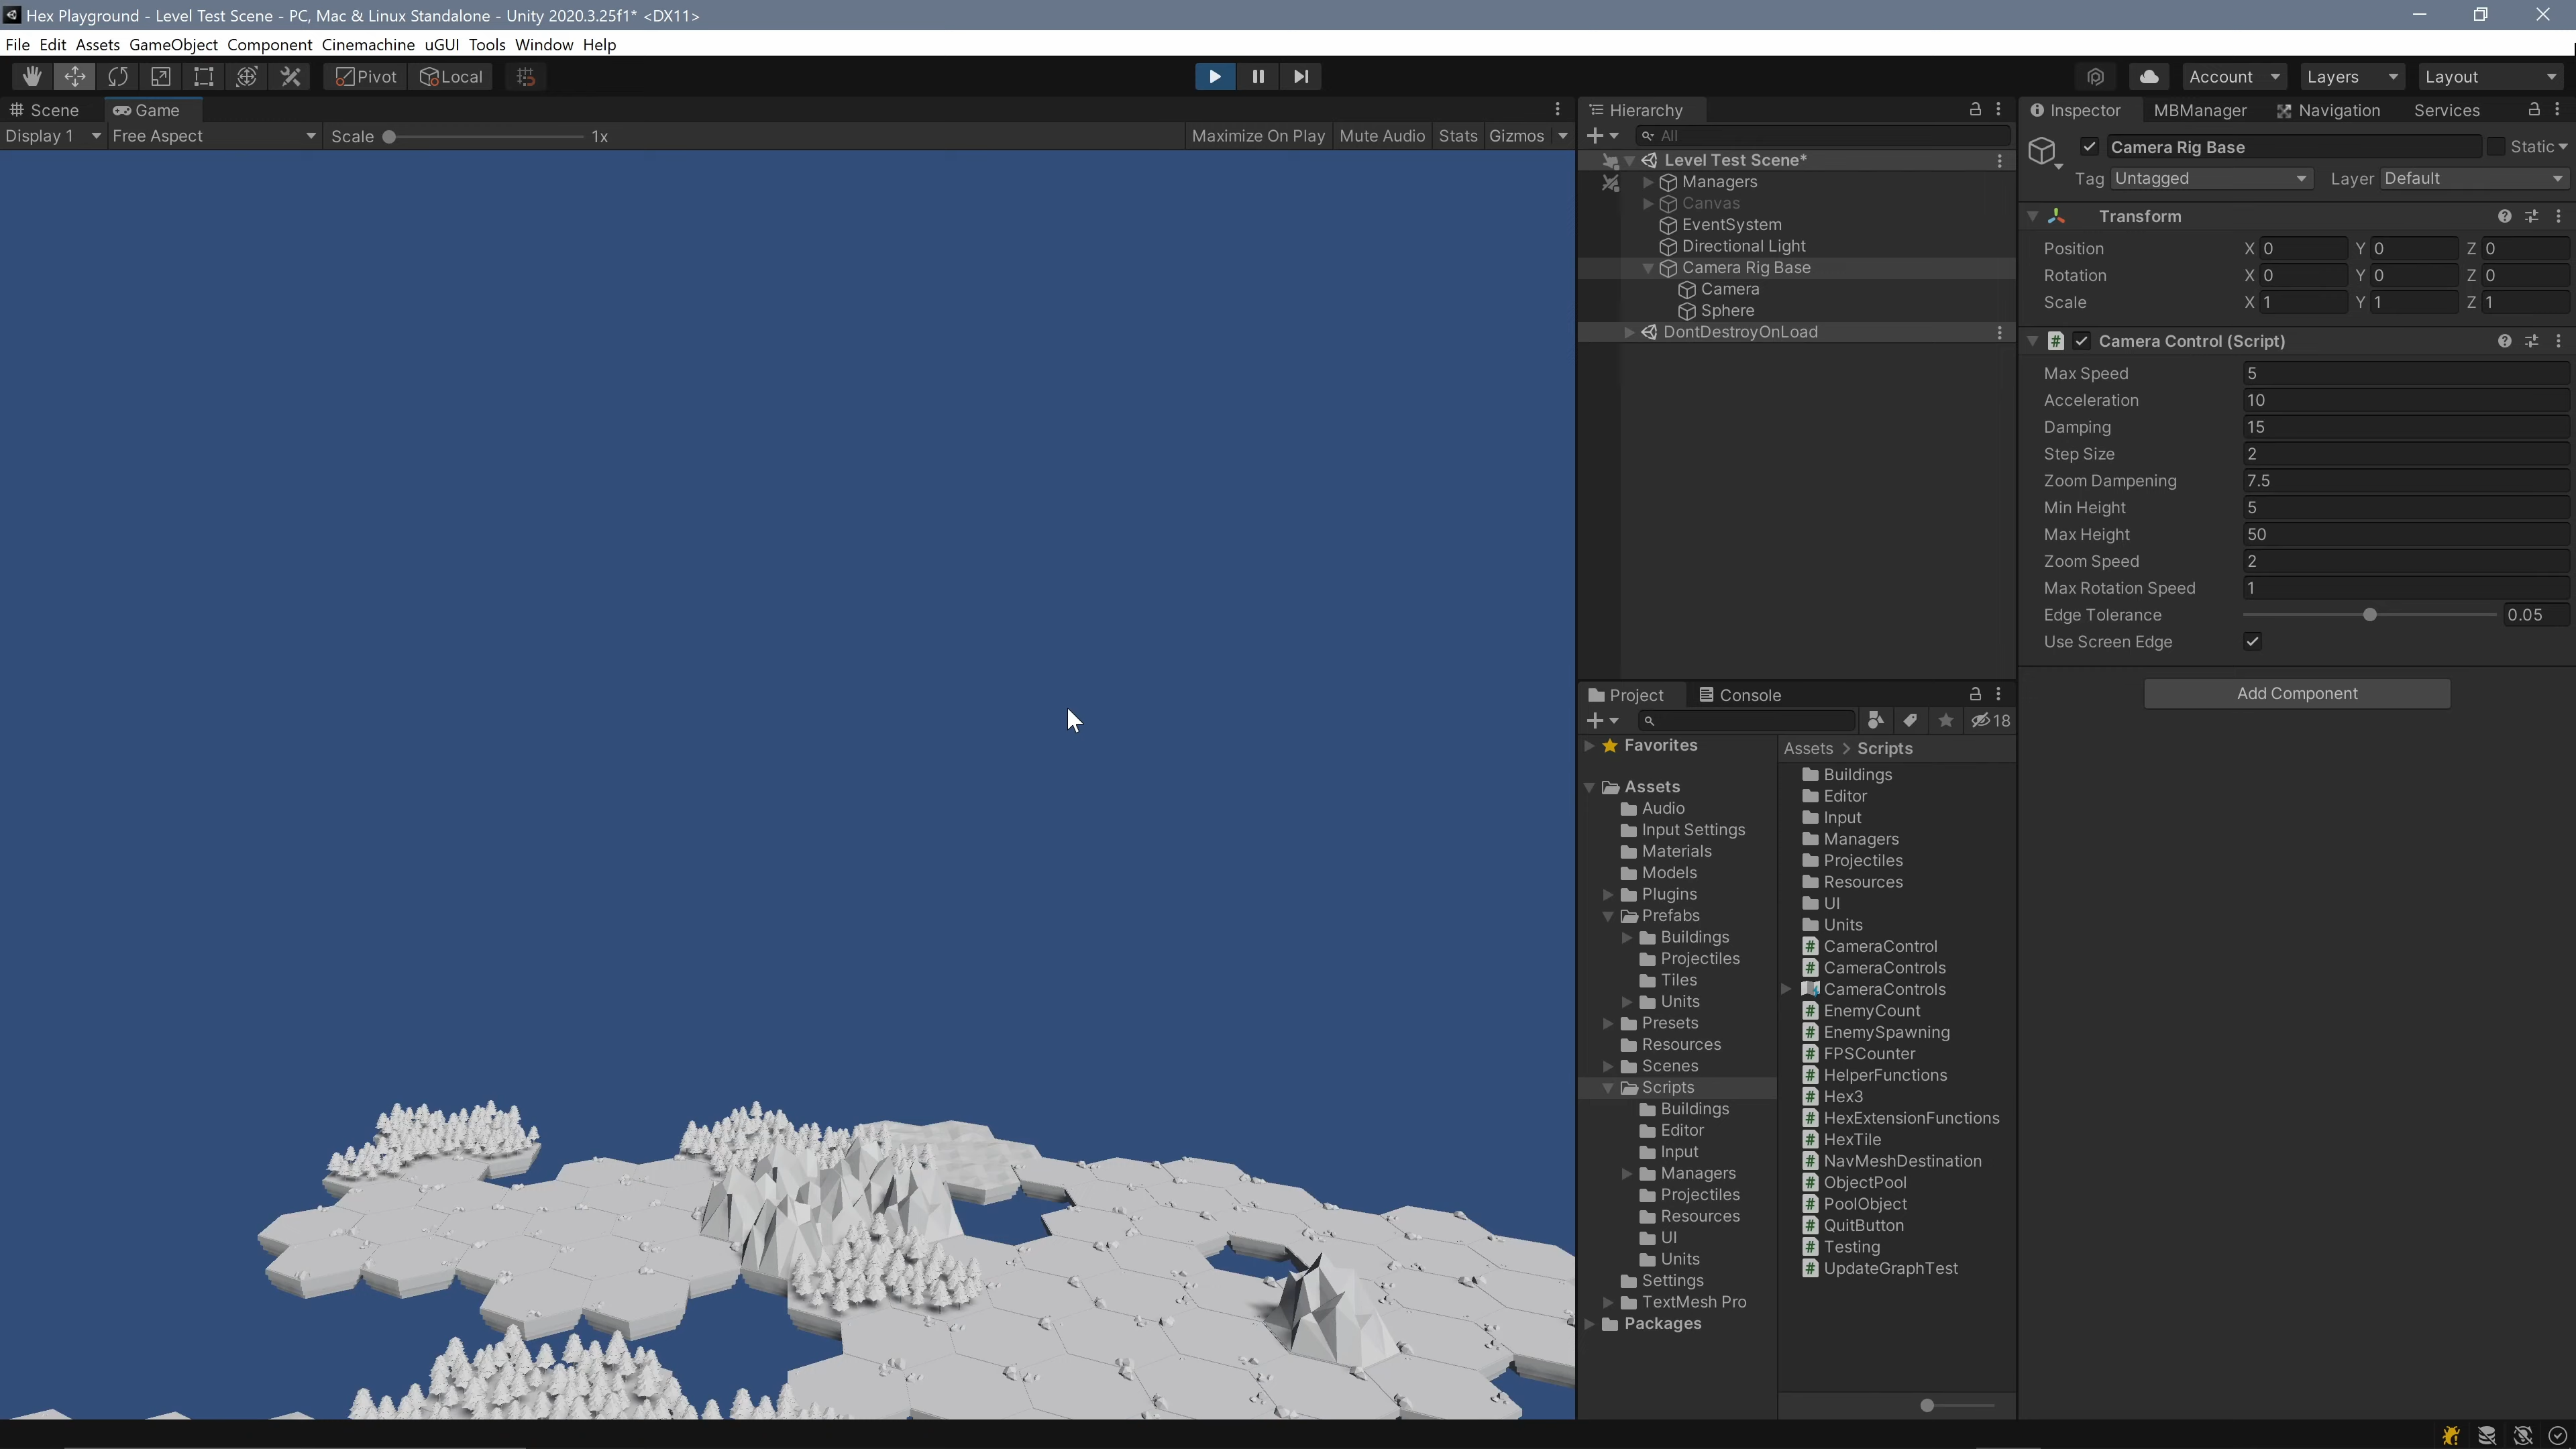 Hex Playground - Level Test Scene - PC, Mac & Linux Standalone - Unity 2020.3.25f1* <DX11>
File Edit Assets GameObject Component Cinemachine uGUI Tools Window Help
Pivot Local Account Layers Layout
Scene Game
Display 1 Free Aspect Scale 1x Maximize On Play Mute Audio Stats Gizmos
Hierarchy
All
Level Test Scene*
Managers
Canvas
EventSystem
Directional Light
Camera Rig Base
Camera
Sphere
DontDestroyOnLoad
Inspector MBManager Navigation Services
Camera Rig Base Static
Tag Untagged Layer Default
Transform
Position X 0 Y 0 Z 0
Rotation X 0 Y 0 Z 0
Scale X 1 Y 1 Z 1
# Camera Control (Script)
Max Speed 5
Acceleration 10
Damping 15
Step Size 2
Zoom Dampening 7.5
Min Height 5
Max Height 50
Zoom Speed 2
Max Rotation Speed 1
Edge Tolerance 0.05
Use Screen Edge
Add Component
Project Console
18
Favorites
Assets
Audio
Input Settings
Materials
Models
Plugins
Prefabs
Buildings
Projectiles
Tiles
Units
Presets
Resources
Scenes
Scripts
Buildings
Editor
Input
Managers
Projectiles
Resources
UI
Units
Settings
TextMesh Pro
Packages
Assets > Scripts
Buildings
Editor
Input
Managers
Projectiles
Resources
UI
Units
# CameraControl
# CameraControls
CameraControls
# EnemyCount
# EnemySpawning
# FPSCounter
# HelperFunctions
# Hex3
# HexExtensionFunctions
# HexTile
# NavMeshDestination
# ObjectPool
# PoolObject
# QuitButton
# Testing
# UpdateGraphTest